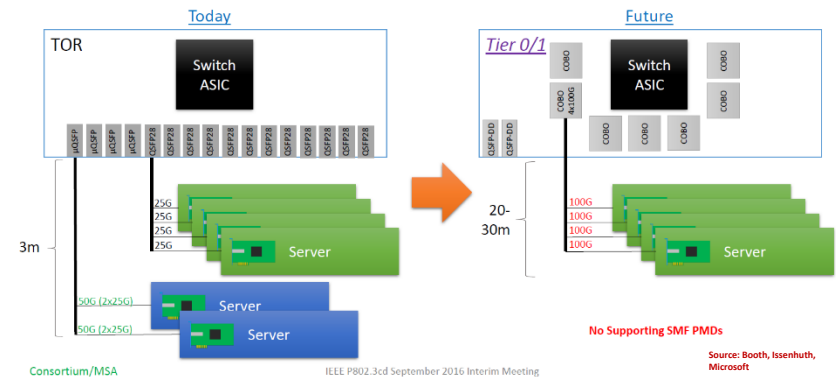 Today
Future
TOR
Switch
ASIC
µQSFP
µQSFP
µQSFP
µQSFP
QSFP28
QSFP28
QSFP28
QSFP28
QSFP28
QSFP28
QSFP28
QSFP28
QSFP28
QSFP28
QSFP28
QSFP28
Tier 0/1
COBO
COBO
4x100G
Switch
ASIC
COBO
COBO
COBO
COBO
COBO
QSFP-DD
QSFP-DD
3m
25G
25G
25G
25G
Server
50G (2x25G)
Server
50G (2x25G)
Server
20-
30m
100G
100G
100G
100G
Server
No Supporting SMF PMDs
Source: Booth, Issenhuth,
Microsoft
Consortium/MSA
IEEE P802.3cd September 2016 Interim Meeting